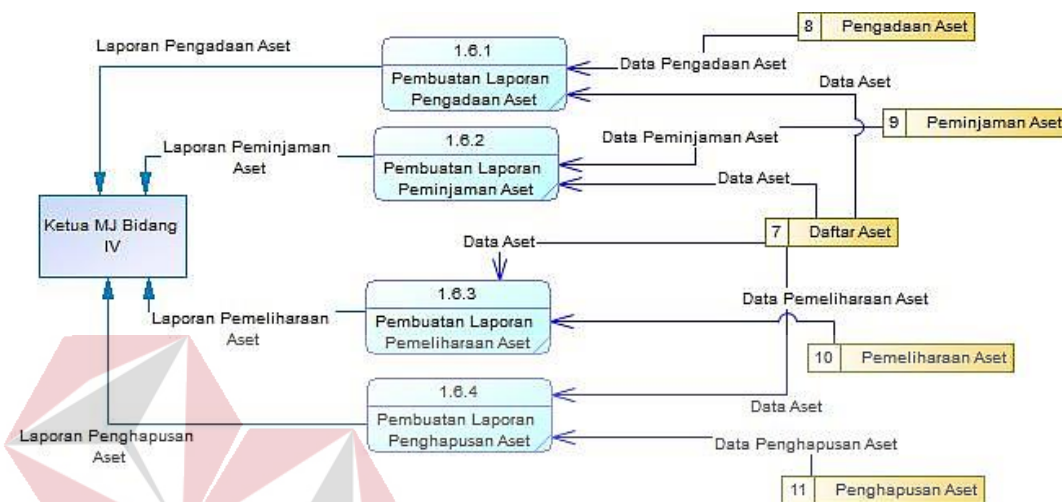 8 Pengadaan Aset
Laporan Pengadaan Aset
1.6.1
Pembuatan Laporan
Pengadaan Aset
Data Pengadaan Aset
Data Aset
9 Peminjaman Aset
Laporan Peminjaman
Aset
1.6.2
Pembuatan Laporan
Peminjaman Aset
Data Peminjaman Aset
Data Aset
Ketua MJ Bidang
IV
7 Daftar Aset
Data Aset
1.6.3
Pembuatan Laporan
Pemeliharaan Aset
Laporan Pemeliharaan
Aset
Data Pemeliharaan Aset
10 Pemeliharaan Aset
1.6.4
Pembuatan Laporan
Penghapusan Aset
Data Aset
Laporan Penghapusan
Aset
Data Penghapusan Aset
11 Penghapusan Aset